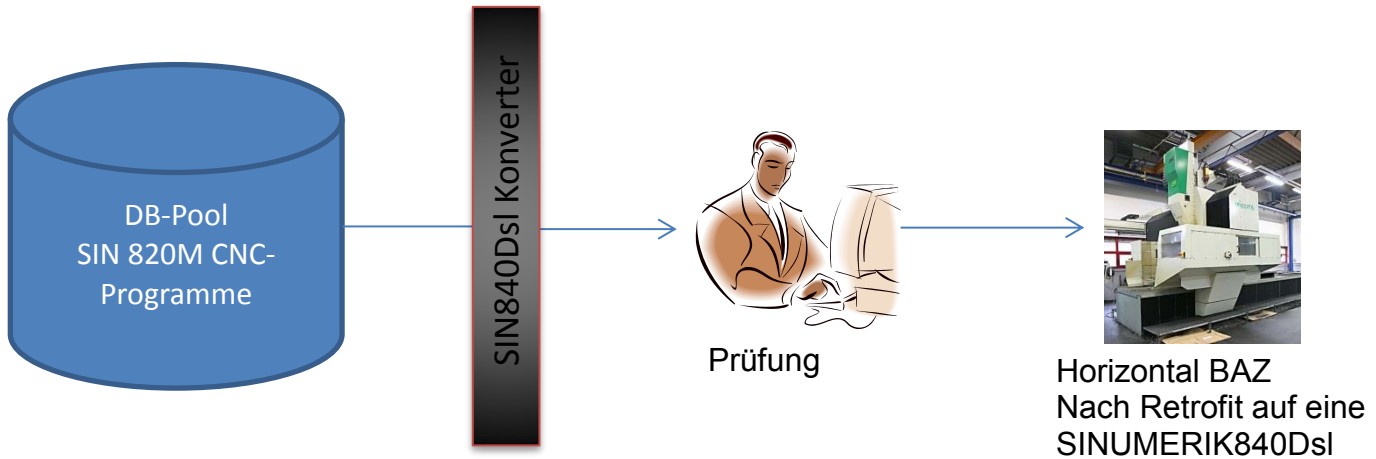 DB-Pool
SIN 820M CNC-
Programme
SIN840Dsl Konverter
Prüfung
Horizontal BAZ
Nach Retrofit auf eine
SINUMERIK840Dsl